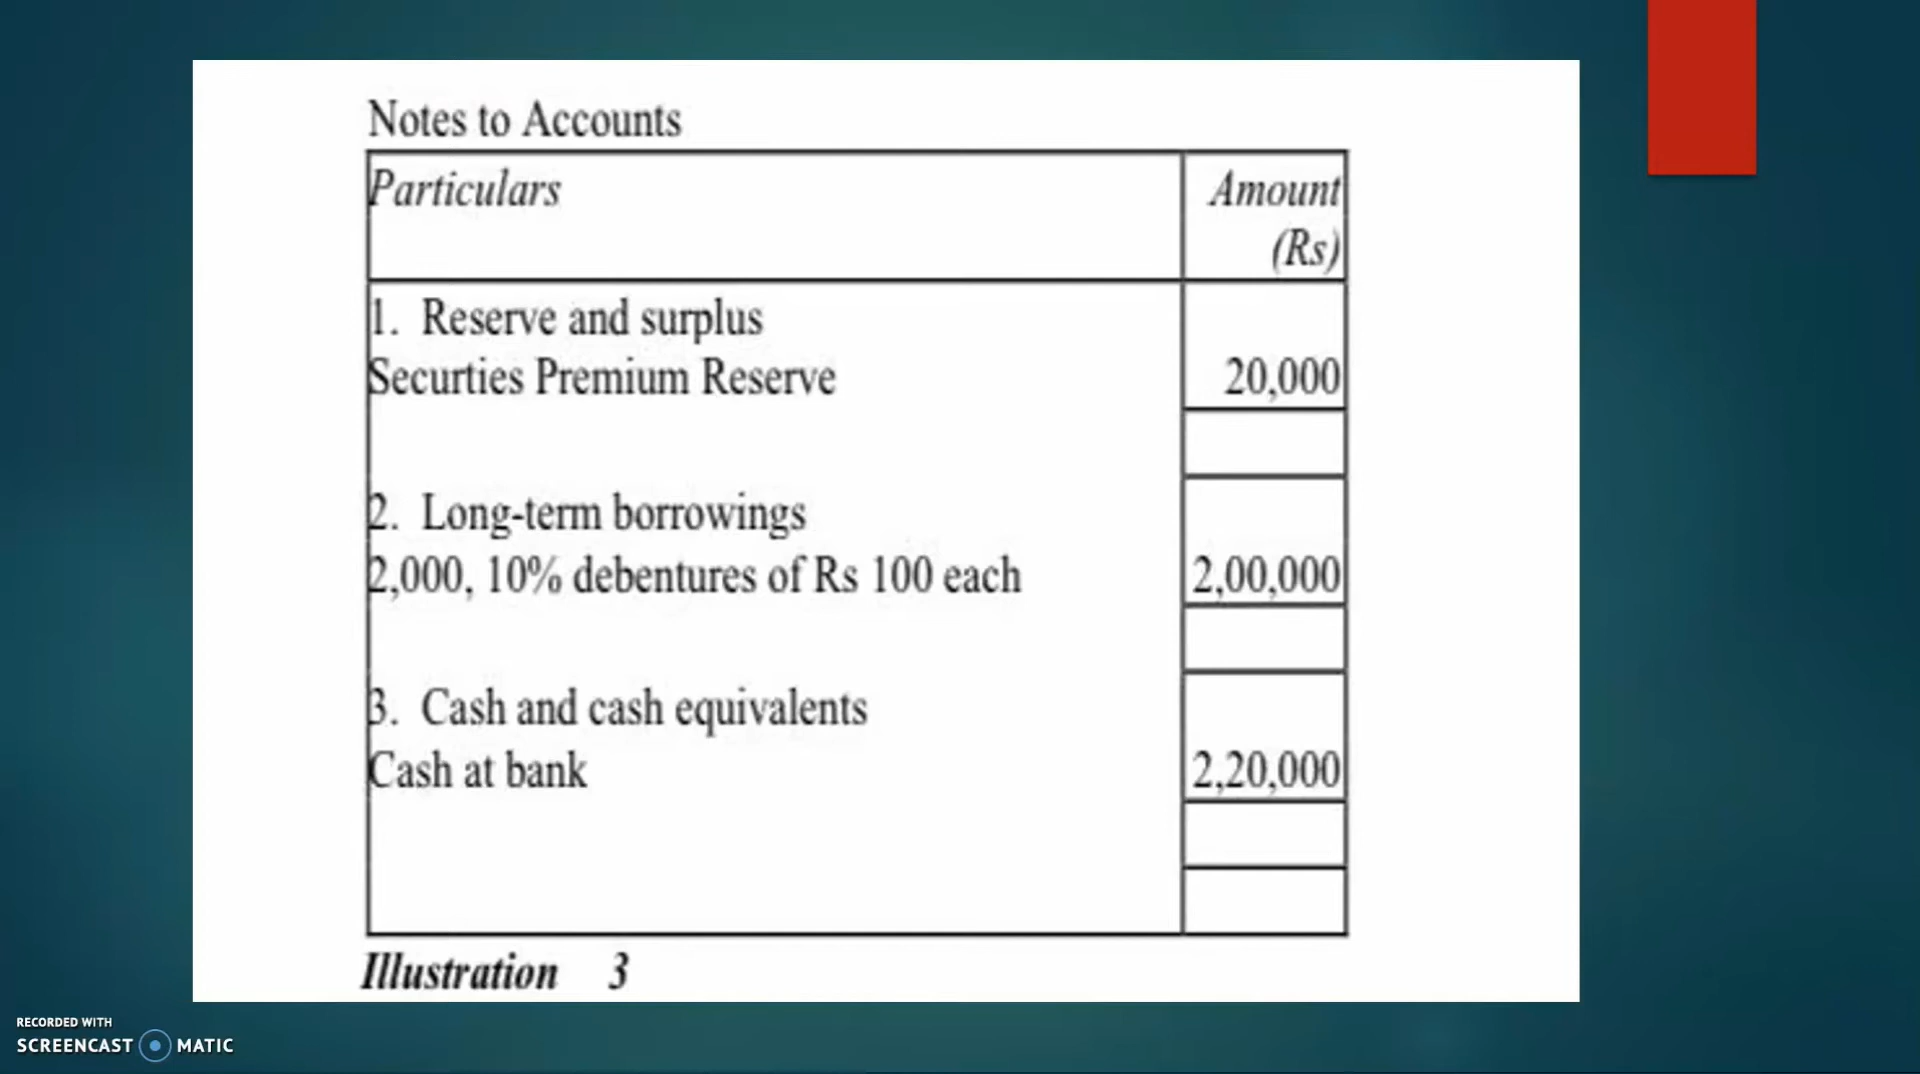 Notes to Accounts
Particulars Amount
(Rs)
1. Reserve and surplus
Securties Premium Reserve 20,000
2. Long-term borrowings
2,000, 10% debentures of Rs 100 each 2,00,000
3. Cash and cash equivalents
Cash at bank 2,20,000
Illustration 3
RECORDED WITH
SCREENCAST MATIC